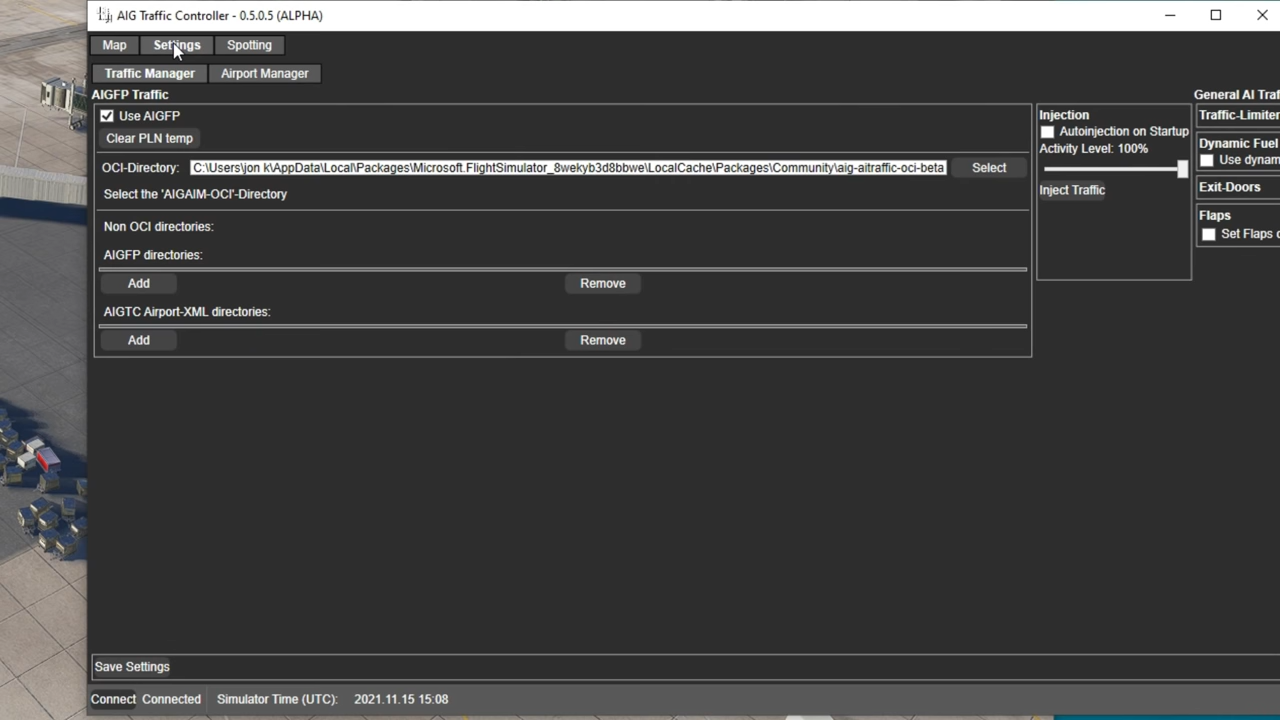 AIG Traffic Controller - 0.5.0.5 (ALPHA)
Map Settings Spotting
Traffic Manager Airport Manager
AIGFP Traffic
Use AIGFP
Clear PLN temp
OCI-Directory: C:\Users\jon k\AppData\Local\Packages\Microsoft.FlightSimulator_8wekyb3d8bbwe\LocalCache\Packages\Community\aig-aitraffic-oci-beta Select
Select the 'AIGAIM-OCI'-Directory
Non OCI directories:
AIGFP directories:
Add Remove
AIGTC Airport-XML directories:
Add Remove
Injection
Autoinjection on Startup
Activity Level: 100%
Inject Traffic
General AI Traf
Traffic-Limiter
Dynamic Fuel
Use dynam
Exit-Doors
Flaps
Set Flaps
Save Settings
Connect Connected Simulator Time (UTC): 2021.11.15 15:08